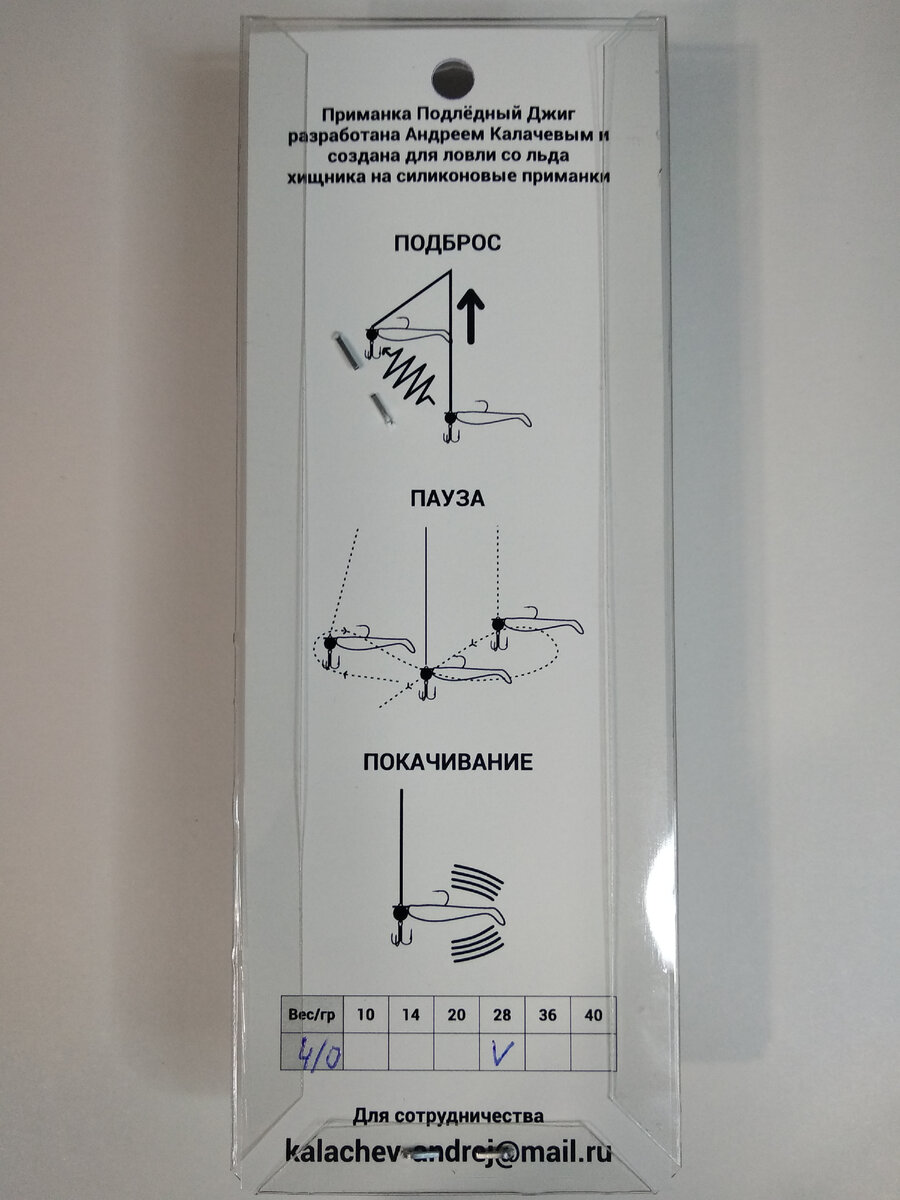 Приманка Подлёдный Джиг
разработана Андреем Калачевым и
создана для ловли со льда
хищника на силиконовые приманки
ПОДБРОС
ПАУЗА
ПОКАЧИВАНИЕ
Вес/гр 10 14 20 28 36 40
4/0 V
Для сотрудничества
kalachev-andrej@mail.ru